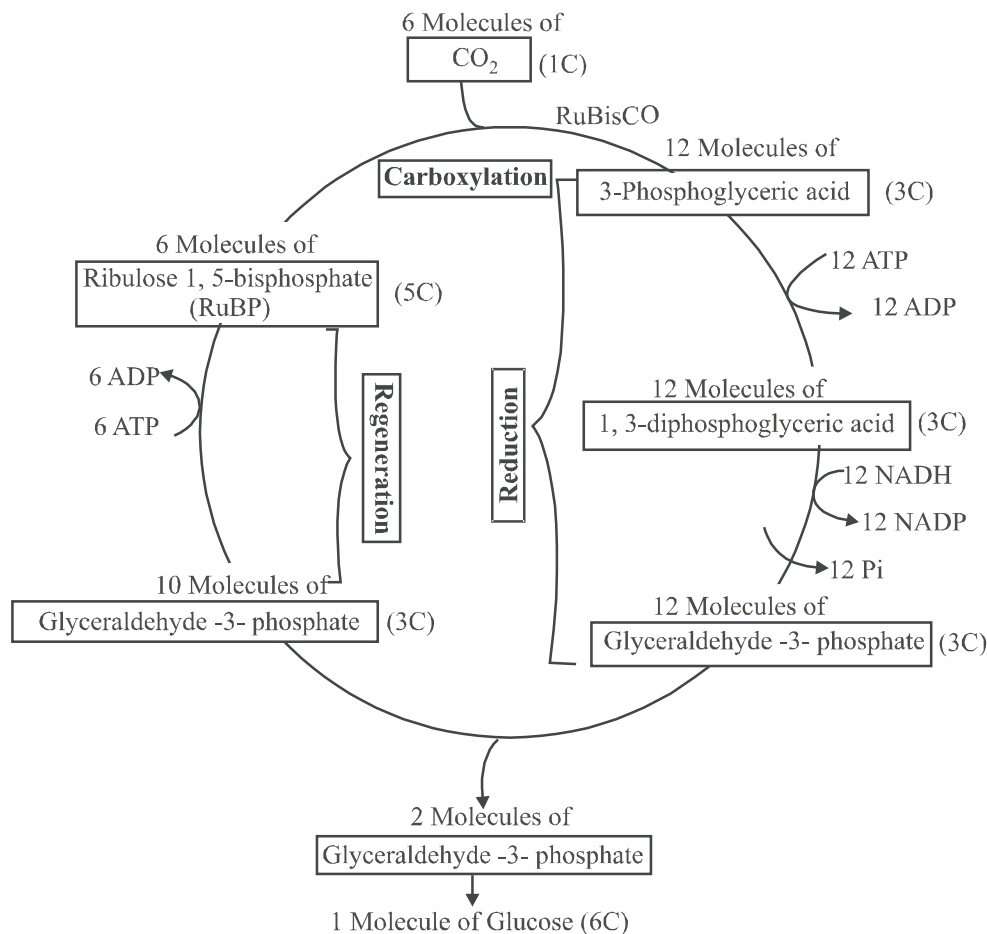 6 Molecules of
CO₂ (1C)
RuBisCO
12 Molecules of
Carboxylation
3-Phosphoglyceric acid (3C)
6 Molecules of
Ribulose 1, 5-bisphosphate
(RuBP)
(5C)
12 ATP
12 ADP
6 ADP
6 ATP
Regeneration
Reduction
12 Molecules of
1, 3-diphosphoglyceric acid (3C)
12 NADH
12 NADP
12 Pi
10 Molecules of
Glyceraldehyde -3- phosphate (3C)
12 Molecules of
Glyceraldehyde -3- phosphate (3C)
2 Molecules of
Glyceraldehyde -3- phosphate
1 Molecule of Glucose (6C)